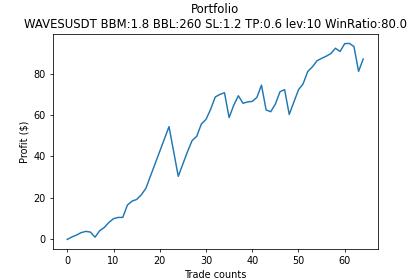 Portfolio
WAVESUSDT BBM:1.8 BBL:260 SL:1.2 TP:0.6 lev:10 WinRatio:80.0
Profit ($)
80
60
40
20
0
0 10 20 30 40 50 60
Trade counts